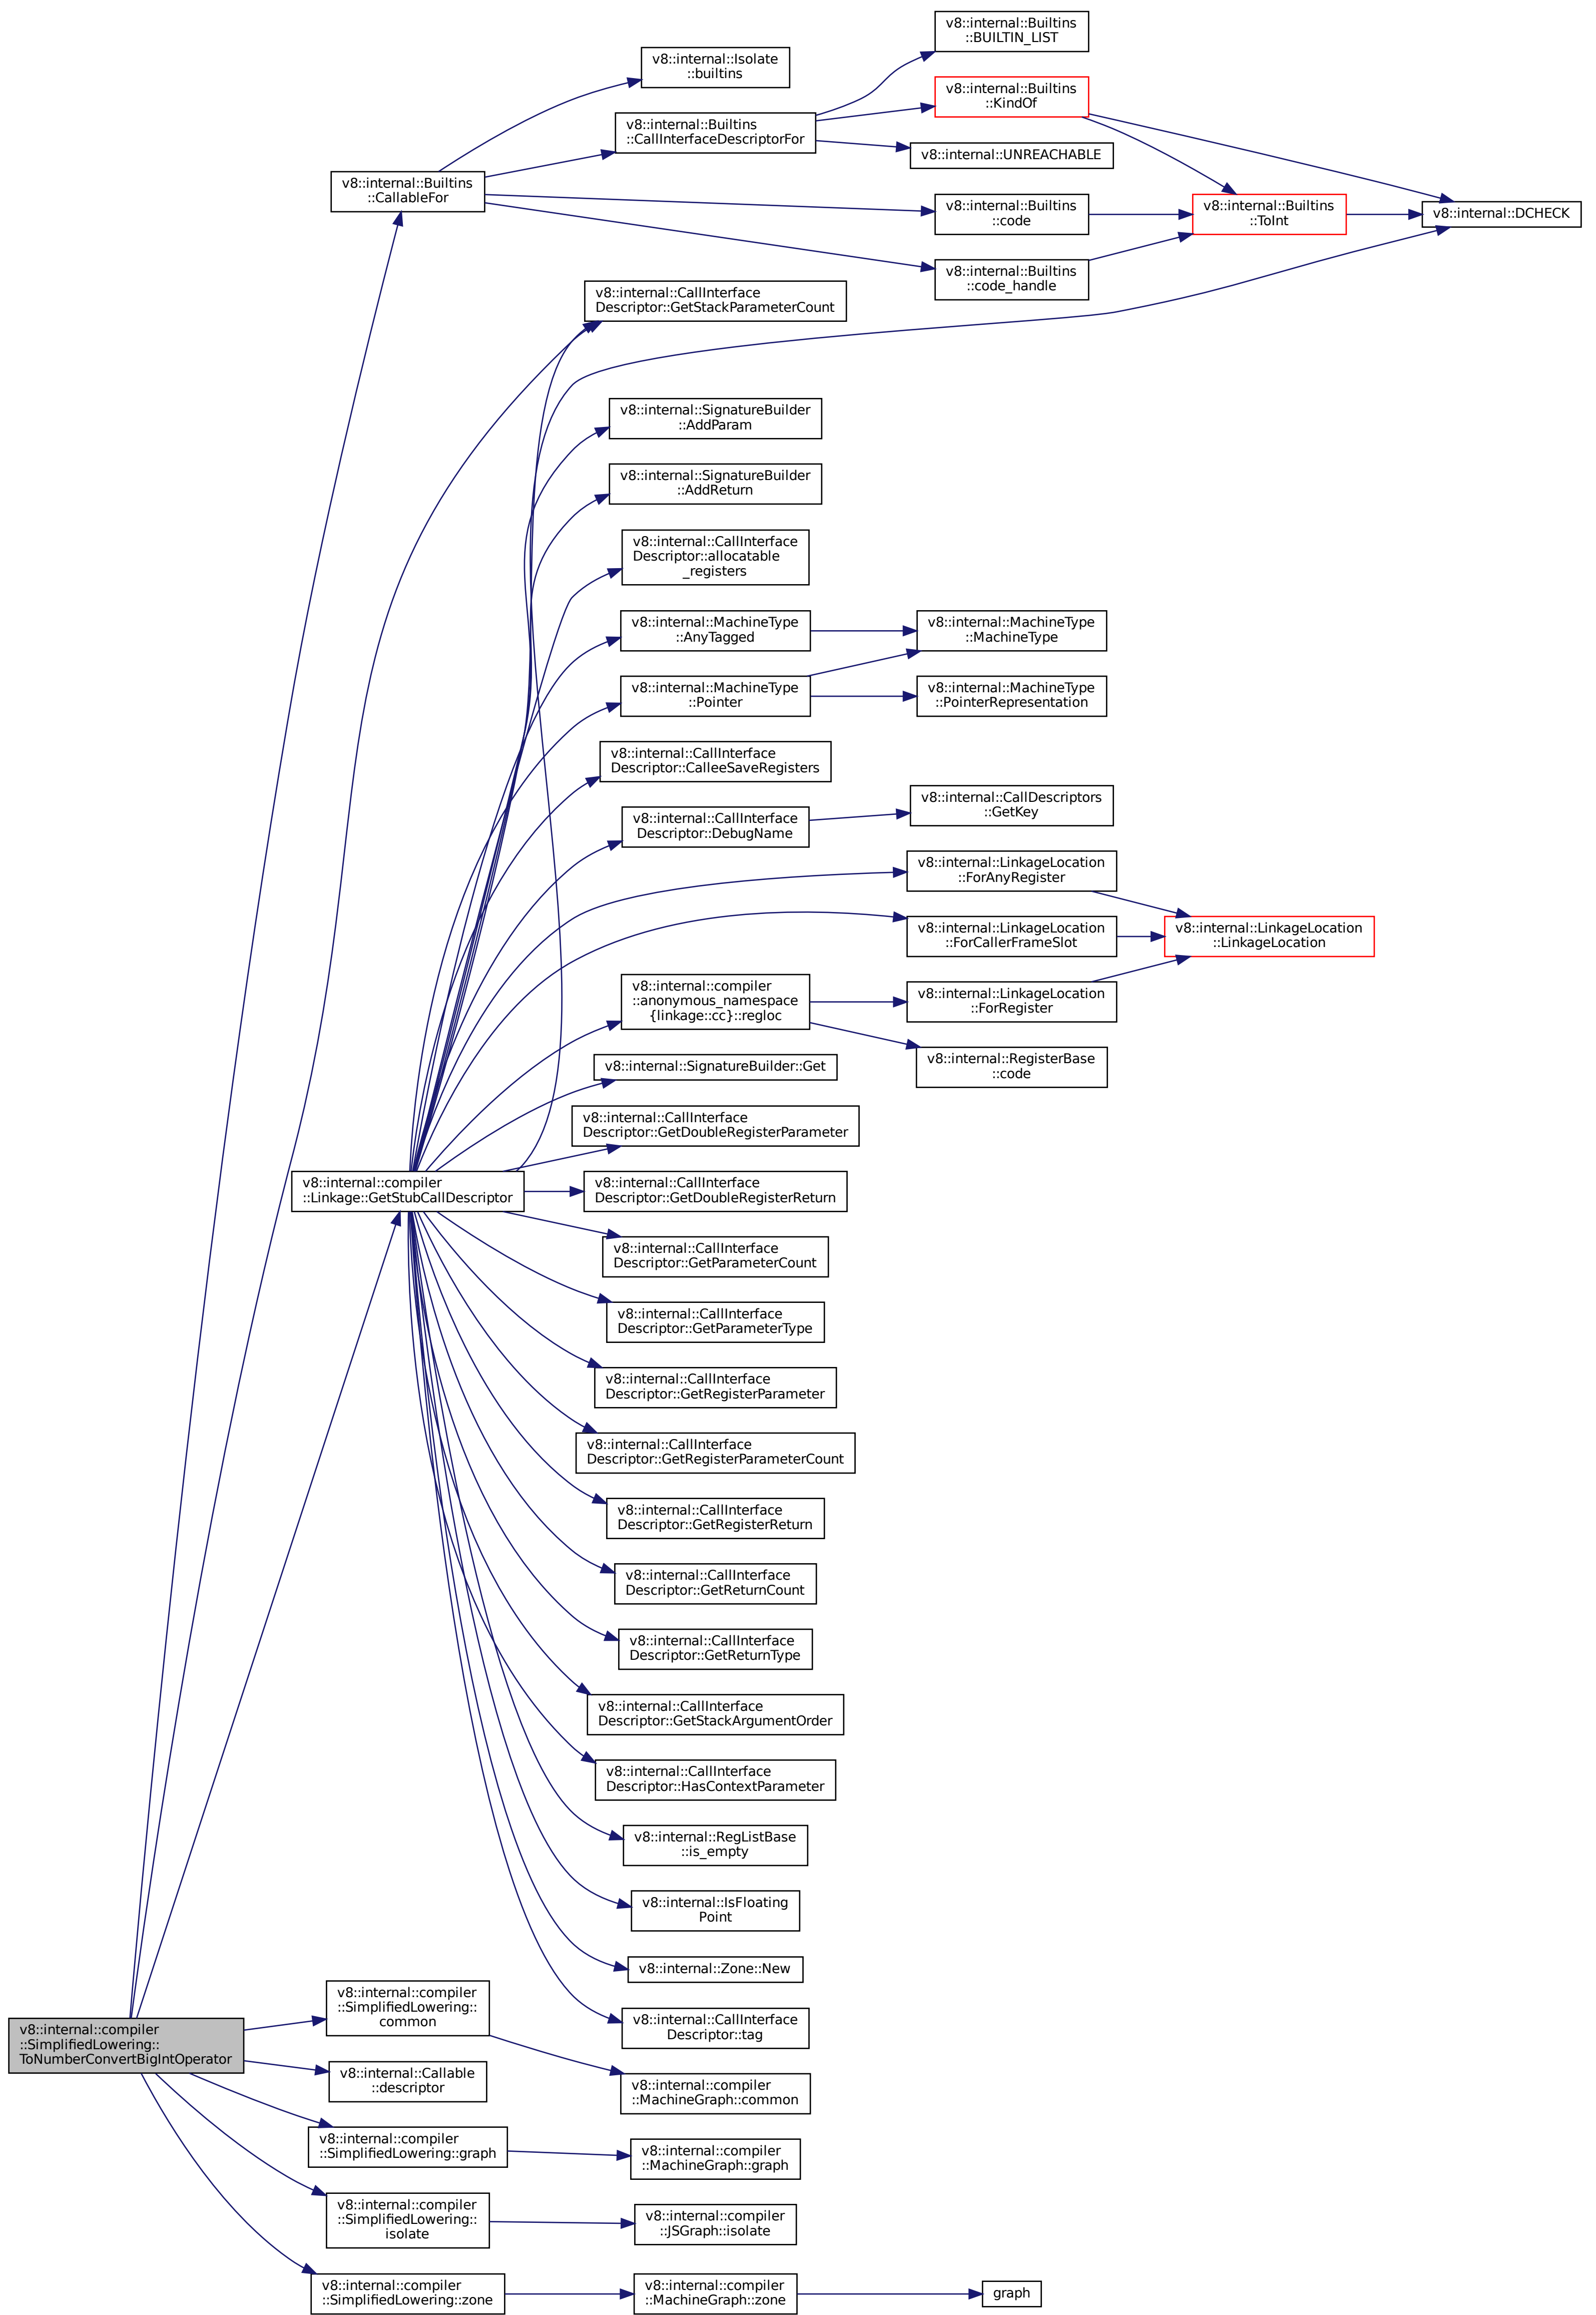 v8::internal::Builtins
::BUILTIN_LIST
v8::internal::Isolate
::builtins
v8::internal::Builtins
::KindOf
v8::internal::Builtins
::CallInterfaceDescriptorFor
v8::internal::UNREACHABLE
v8::internal::Builtins
::CallableFor
v8::internal::Builtins
::code
v8::internal::Builtins
::ToInt
v8::internal::DCHECK
v8::internal::Builtins
::code_handle
v8::internal::CallInterface
Descriptor::GetStackParameterCount
v8::internal::SignatureBuilder
::AddParam
v8::internal::SignatureBuilder
::AddReturn
v8::internal::CallInterface
Descriptor::allocatable
_registers
v8::internal::MachineType
::AnyTagged
v8::internal::MachineType
::MachineType
v8::internal::MachineType
::Pointer
v8::internal::MachineType
::PointerRepresentation
v8::internal::CallInterface
Descriptor::CalleeSaveRegisters
v8::internal::CallDescriptors
::GetKey
v8::internal::CallInterface
Descriptor::DebugName
v8::internal::LinkageLocation
::ForAnyRegister
v8::internal::LinkageLocation
::ForCallerFrameSlot
v8::internal::LinkageLocation
::LinkageLocation
v8::internal::compiler
::anonymous_namespace
{linkage::cc}::regloc
v8::internal::LinkageLocation
::ForRegister
v8::internal::RegisterBase
::code
v8::internal::SignatureBuilder::Get
v8::internal::CallInterface
Descriptor::GetDoubleRegisterParameter
v8::internal::compiler
::Linkage::GetStubCallDescriptor
v8::internal::CallInterface
Descriptor::GetDoubleRegisterReturn
v8::internal::CallInterface
Descriptor::GetParameterCount
v8::internal::CallInterface
Descriptor::GetParameterType
v8::internal::CallInterface
Descriptor::GetRegisterParameter
v8::internal::CallInterface
Descriptor::GetRegisterParameterCount
v8::internal::CallInterface
Descriptor::GetRegisterReturn
v8::internal::CallInterface
Descriptor::GetReturnCount
v8::internal::CallInterface
Descriptor::GetReturnType
v8::internal::CallInterface
Descriptor::GetStackArgumentOrder
v8::internal::CallInterface
Descriptor::HasContextParameter
v8::internal::RegListBase
::is_empty
v8::internal::IsFloating
Point
v8::internal::Zone::New
v8::internal::CallInterface
Descriptor::tag
v8::internal::compiler
::SimplifiedLowering::
common
v8::internal::compiler
::SimplifiedLowering::
ToNumberConvertBigIntOperator
v8::internal::Callable
::descriptor
v8::internal::compiler
::MachineGraph::common
v8::internal::compiler
::SimplifiedLowering::graph
v8::internal::compiler
::MachineGraph::graph
v8::internal::compiler
::SimplifiedLowering::
isolate
v8::internal::compiler
::JSGraph::isolate
v8::internal::compiler
::SimplifiedLowering::zone
v8::internal::compiler
::MachineGraph::zone
graph